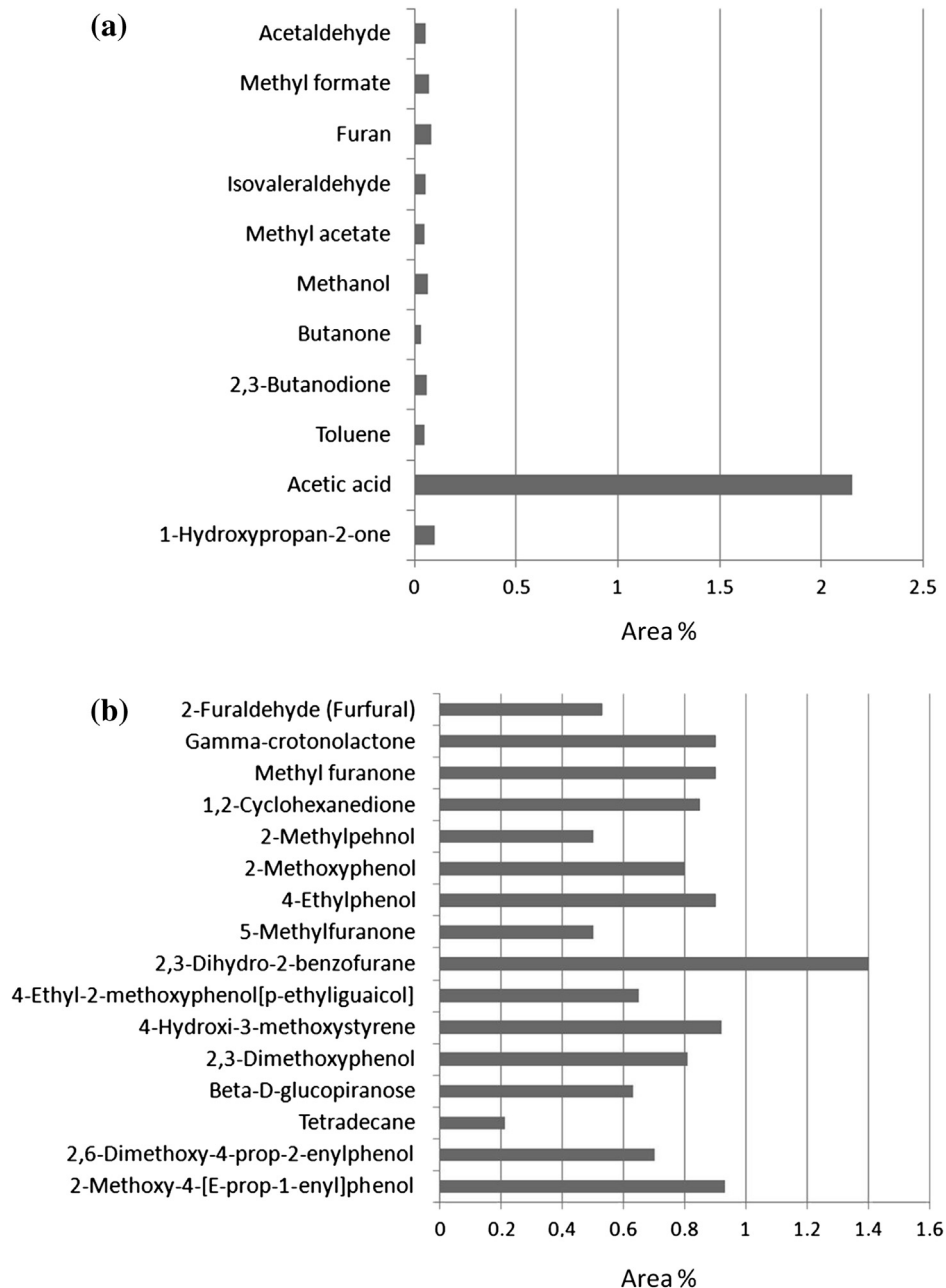 (a)
Acetaldehyde
Methyl formate
Furan
Isovaleraldehyde
Methyl acetate
Methanol
Butanone
2,3-Butanodione
Toluene
Acetic acid
1-Hydroxypropan-2-one
0 0.5 1 1.5 2 2.5
Area %
(b)
2-Furaldehyde (Furfural)
Gamma-crotonolactone
Methyl furanone
1,2-Cyclohexanedione
2-Methylpehnol
2-Methoxyphenol
4-Ethylphenol
5-Methylfuranone
2,3-Dihydro-2-benzofurane
4-Ethyl-2-methoxyphenol[p-ethyliguaicol]
4-Hydroxi-3-methoxystyrene
2,3-Dimethoxyphenol
Beta-D-glucopiranose
Tetradecane
2,6-Dimethoxy-4-prop-2-enylphenol
2-Methoxy-4-[E-prop-1-enyl]phenol
0 0.2 0,4 0.6 0.8 1 1.2 1.4 1.6
Area %